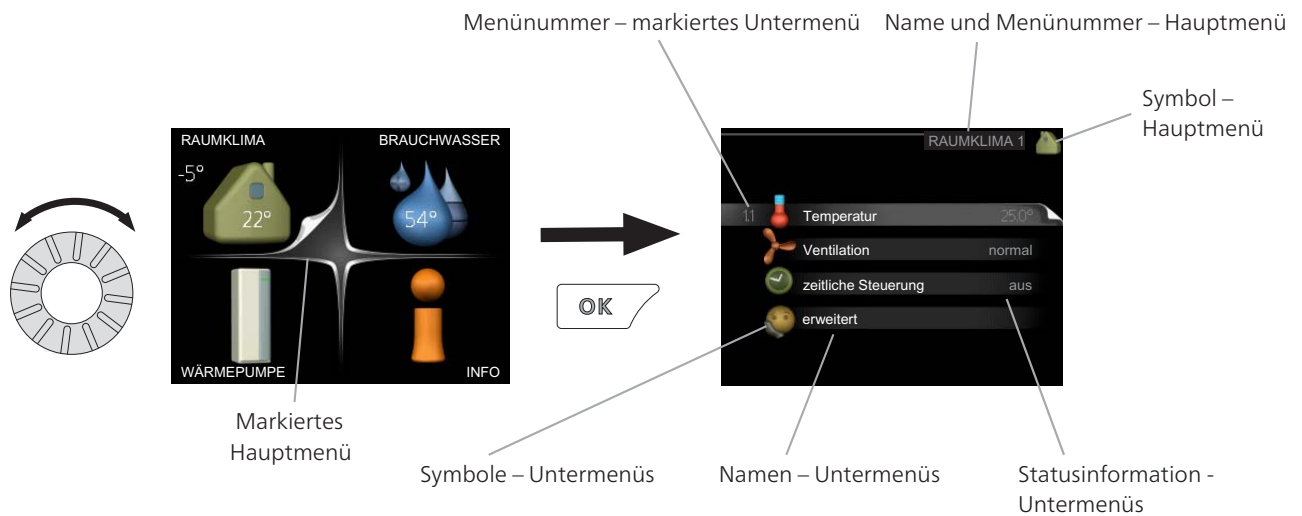 Menünummer – markiertes Untermenü
Name und Menünummer – Hauptmenü
Symbol –
Hauptmenü
RAUMKLIMA
BRAUCHWASSER
-5°
22°
54°
WÄRMEPUMPE
INFO
OK
RAUMKLIMA 1
1.1
Temperatur
25.0°
Ventilation
normal
zeitliche Steuerung
aus
erweitert
Markiertes
Hauptmenü
Symbole – Untermenüs
Namen – Untermenüs
Statusinformation -
Untermenüs